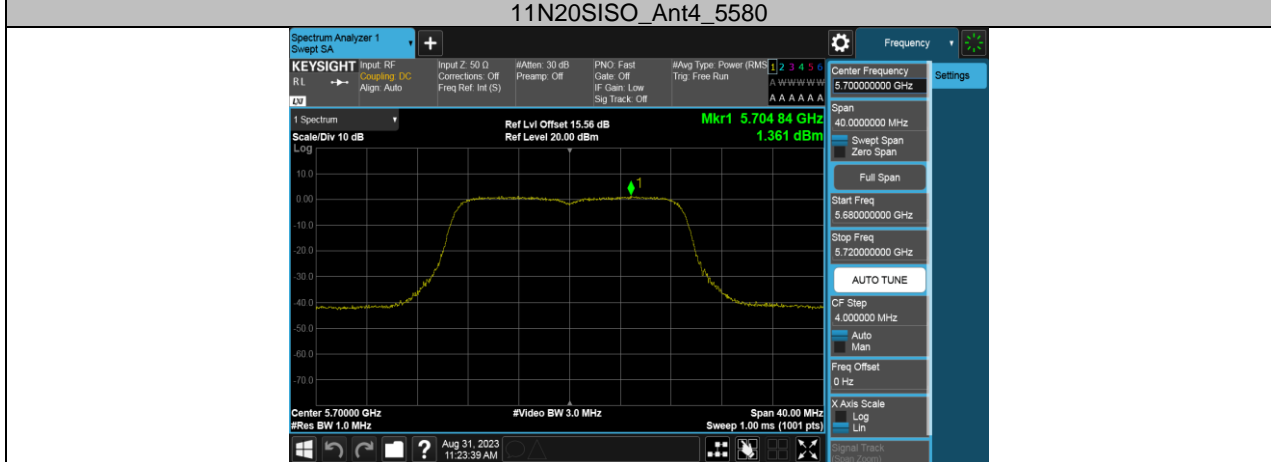 11N20SISO_Ant4_5580
Spectrum Analyzer 1
Swept SA
+
Frequency
KEYSIGHT
RL
LXI
Input: RF
Coupling: DC
Align: Auto
Input Z: 50 Ω
Corrections: Off
Freq Ref: Int (S)
#Atten: 30 dB
Preamp: Off
PNO: Fast
Gate: Off
IF Gain: Low
Sig Track: Off
#Avg Type: Power (RMS
Trig: Free Run
1 2 3 4 5 6
A W W W W W
A A A A A A
1 Spectrum
Scale/Div 10 dB
Log
Ref Lvl Offset 15.56 dB
Ref Level 20.00 dBm
Mkr1 5.704 84 GHz
1.361 dBm
1
10.0
0.00
-10.0
-20.0
-30.0
-40.0
-50.0
-60.0
-70.0
Center 5.70000 GHz
#Res BW 1.0 MHz
#Video BW 3.0 MHz
Span 40.00 MHz
Sweep 1.00 ms (1001 pts)
?
Aug 31, 2023
11:23:39 AM
Center Frequency
5.700000000 GHz
Span
40.0000000 MHz
Swept Span
Zero Span
Full Span
Start Freq
5.680000000 GHz
Stop Freq
5.720000000 GHz
AUTO TUNE
CF Step
4.000000 MHz
Auto
Man
Freq Offset
0 Hz
X Axis Scale
Log
Lin
Signal Track
(Span Zoom)
Settings